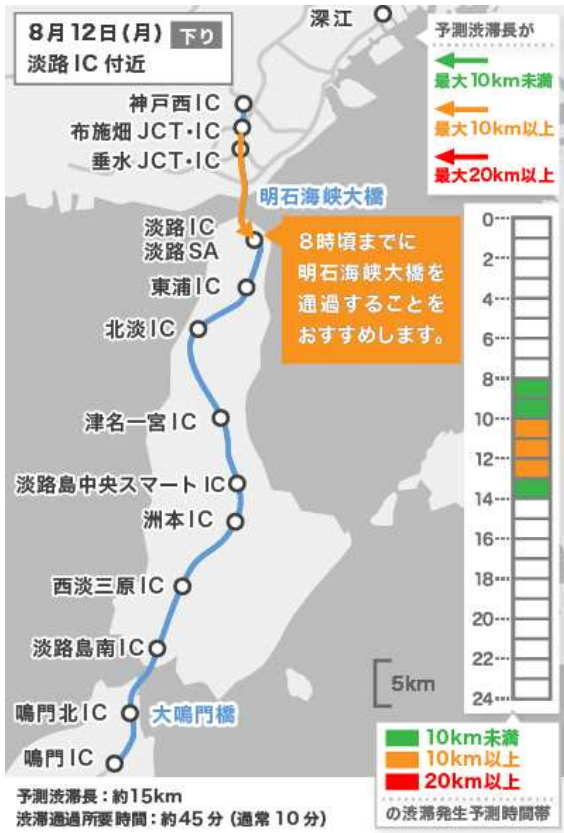 8月12日(月) 下り
淡路IC付近
深江
予測渋滞長が
最大10km未満
最大10km以上
最大20km以上
神戸西IC
布施畑JCT・IC
垂水JCT・IC
明石海峡大橋
淡路IC
淡路SA
8時頃までに
明石海峡大橋を
通過することを
おすすめします。
東浦IC
北淡IC
津名一宮IC
淡路島中央スマートIC
洲本IC
西淡三原IC
淡路島南IC
鳴門北IC
大鳴門橋
鳴門IC
5km
0
2
4
6
8
10
12
14
16
18
20
22
24
10km未満
10km以上
20km以上
の渋滞発生予測時間帯
予測渋滞長：約15km
渋滞通過所要時間：約45分（通常10分）